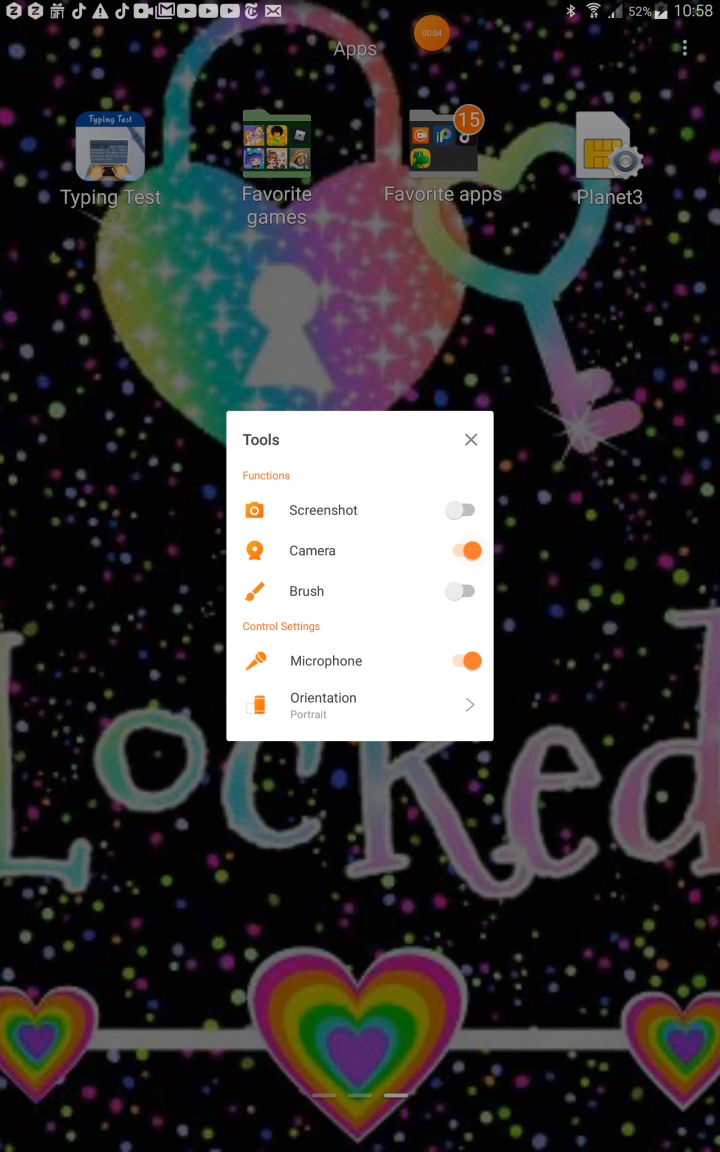 52% 10:58
Apps
00:04
Typing Test
15
Typing Test
Favorite games
Favorite apps
Planet3
Tools
Functions
Screenshot
Camera
Brush
Control Settings
Microphone
Orientation
Portrait
Locked